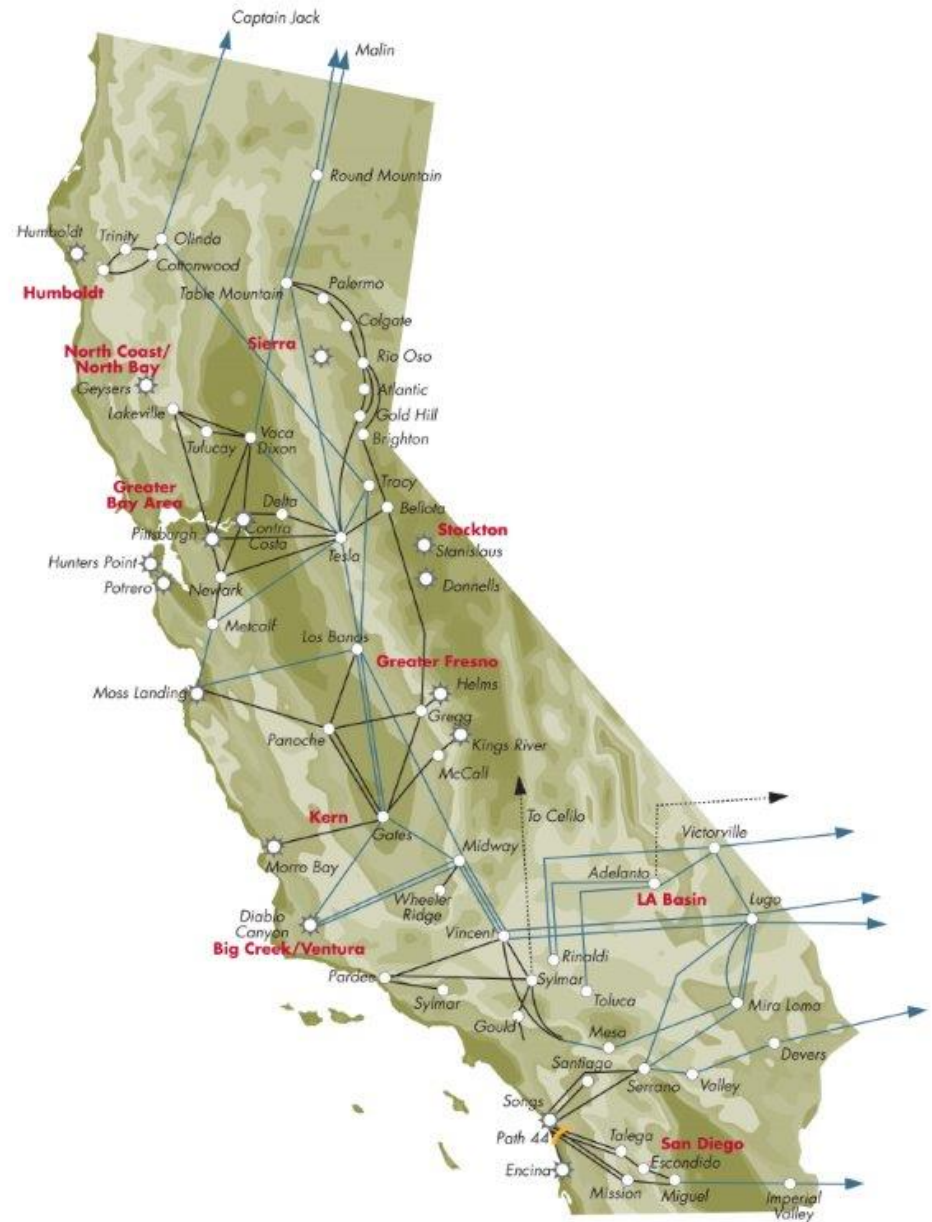 Captain Jack
Malin
Round Mountain
Humboldt
Trinity
Olinda
Cottonwood
Humboldt
Table Mountain
Palermo
Colgate
North Coast/
North Bay
Sierra
Rio Oso
Geysers
Atlantic
Lakeville
Gold Hill
Tulucay
Vaca
Dixon
Brighton
Greater
Bay Area
Tracy
Delta
Bellota
Pittsburgh
Contra
Costa
Stockton
Tesla
Stanislaus
Hunters Point
Potrero
Newark
Donnells
Metcalf
Los Banos
Greater Fresno
Moss Landing
Helms
Gregg
Panoche
Kings River
McCall
Kern
Gates
To Celilo
Morro Bay
Midway
Victorville
Adelanto
Wheeler
Ridge
LA Basin
Lugo
Diablo
Canyon
Vincent
Big Creek/Ventura
Rinaldi
Pardee
Sylmar
Sylmar
Toluca
Mira Loma
Gould
Mesa
Devers
Santiago
Serrano
Valley
Songs
Path 44
Talega
San Diego
Escondido
Encina
Mission
Miguel
Imperial
Valley